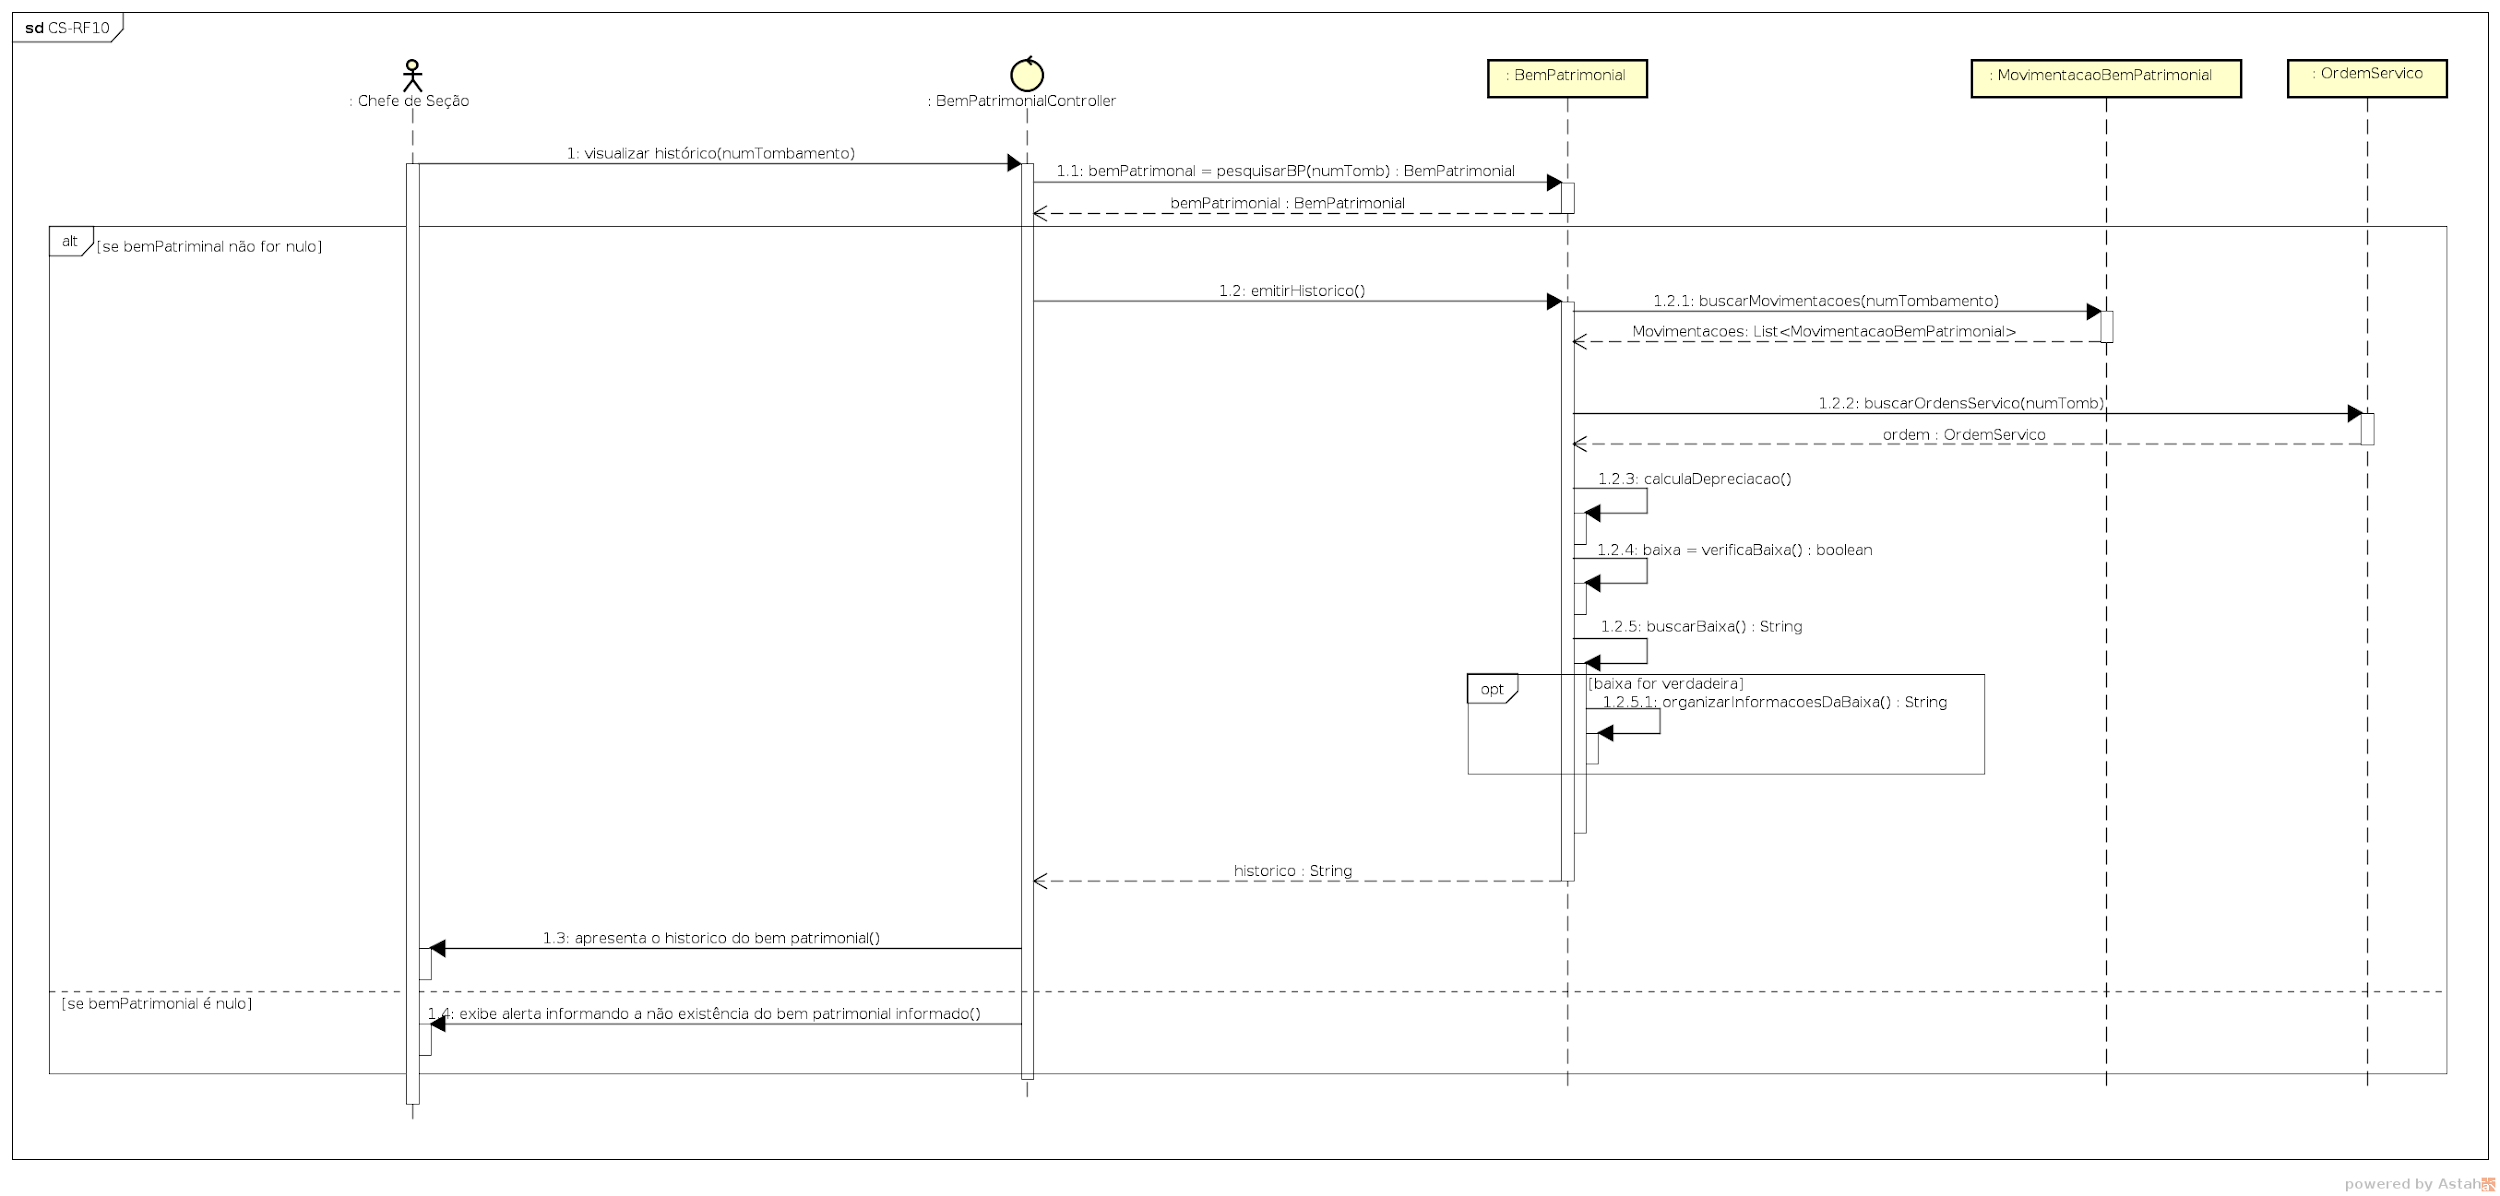 sd CS-RF10
: Chefe de Seção
: BemPatrimonialController
: BemPatrimonial
: MovimentacaoBemPatrimonial
: OrdemServico
1: visualizar histórico(numTombamento)
1.1: bemPatrimonal = pesquisarBP(numTomb) : BemPatrimonial
bemPatrimonial : BemPatrimonial
alt
[se bemPatriminal não for nulo]
1.2: emitirHistorico()
1.2.1: buscarMovimentacoes(numTombamento)
Movimentacoes: List<MovimentacaoBemPatrimonial>
1.2.2: buscarOrdensServico(numTomb)
ordem : OrdemServico
1.2.3: calculaDepreciacao()
1.2.4: baixa = verificaBaixa() : boolean
1.2.5: buscarBaixa() : String
opt
[baixa for verdadeira]
1.2.5.1: organizarInformacoesDaBaixa() : String
historico : String
1.3: apresenta o historico do bem patrimonial()
[se bemPatrimonial é nulo]
1.4: exibe alerta informando a não existência do bem patrimonial informado()
powered by Astah